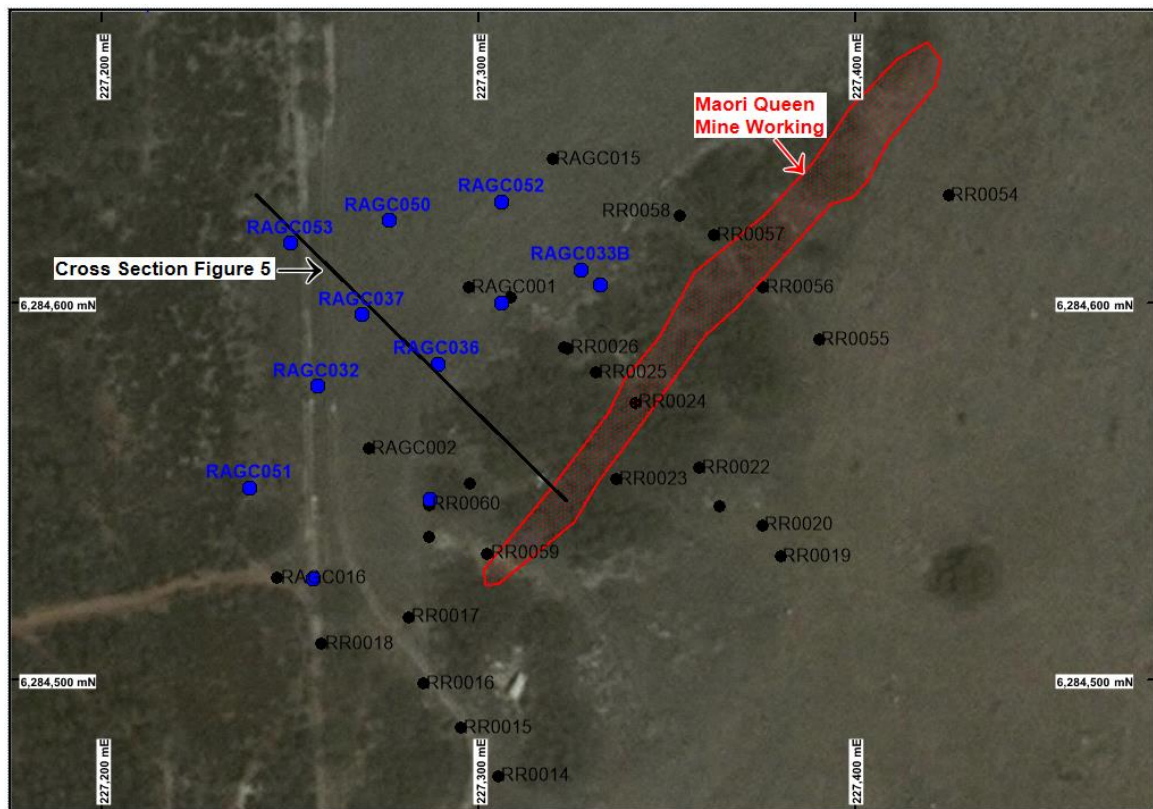 227,200 mE
227,300 mE
227,400 mE
Maori Queen
Mine Working
RAGC015
RR0054
RAGC052
RR0058
RAGC050
RR0057
RAGC053
RAGC033B
Cross Section Figure 5
RAGC001
RR0056
6,284,600 mN
6,284,600 mN
RAGC037
RR0055
RR0026
RAGC036
RR0025
RAGC032
RR0024
RAGC002
RAGC051
RR0022
RR0023
RR0060
RR0020
RR0059
RR0019
RAGC016
RR0017
RR0018
RR0016
6,284,500 mN
6,284,500 mN
RR0015
RR0014
227,200 mE
227,300 mE
227,400 mE